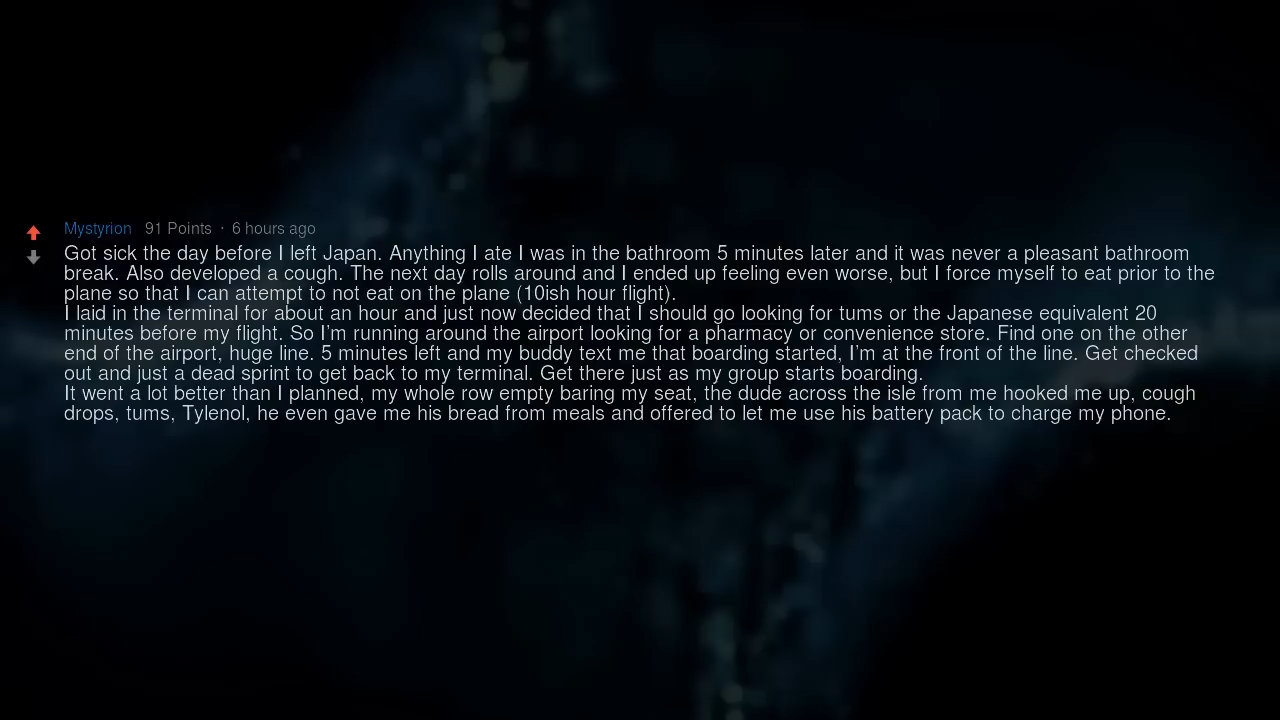 Mystyrion 91 Points · 6 hours ago
Got sick the day before I left Japan. Anything I ate I was in the bathroom 5 minutes later and it was never a pleasant bathroom
break. Also developed a cough. The next day rolls around and I ended up feeling even worse, but I force myself to eat prior to the
plane so that I can attempt to not eat on the plane (10ish hour flight).
I laid in the terminal for about an hour and just now decided that I should go looking for tums or the Japanese equivalent 20
minutes before my flight. So I'm running around the airport looking for a pharmacy or convenience store. Find one on the other
end of the airport, huge line. 5 minutes left and my buddy text me that boarding started, I'm at the front of the line. Get checked
out and just a dead sprint to get back to my terminal. Get there just as my group starts boarding.
It went a lot better than I planned, my whole row empty baring my seat, the dude across the isle from me hooked me up, cough
drops, tums, Tylenol, he even gave me his bread from meals and offered to let me use his battery pack to charge my phone.